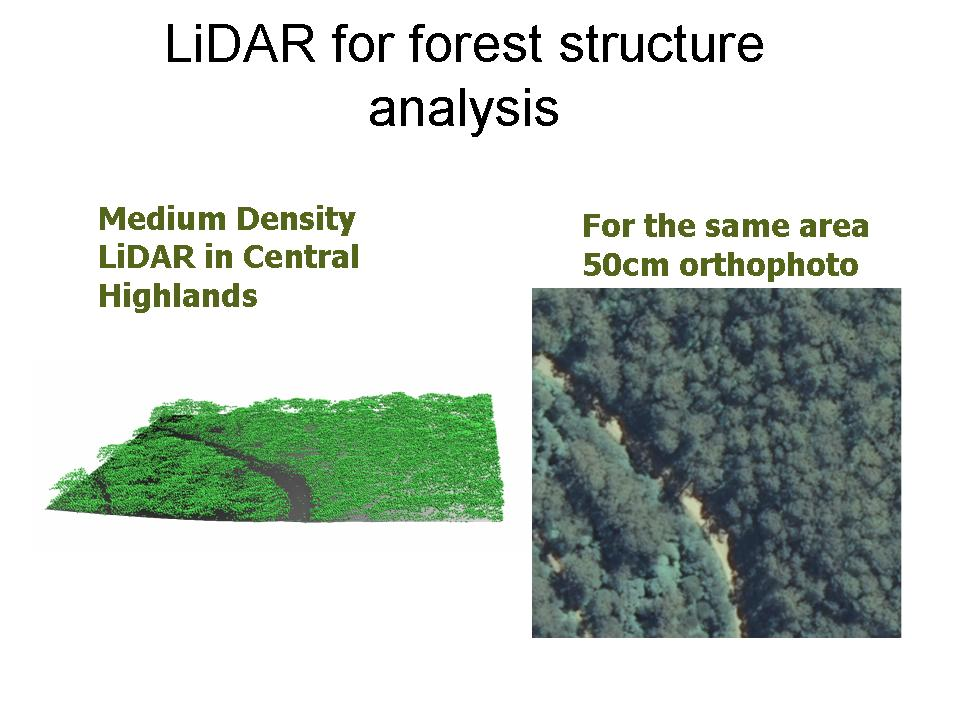 LiDAR for forest structure
analysis
Medium Density
LiDAR in Central
Highlands
For the same area
50cm orthophoto